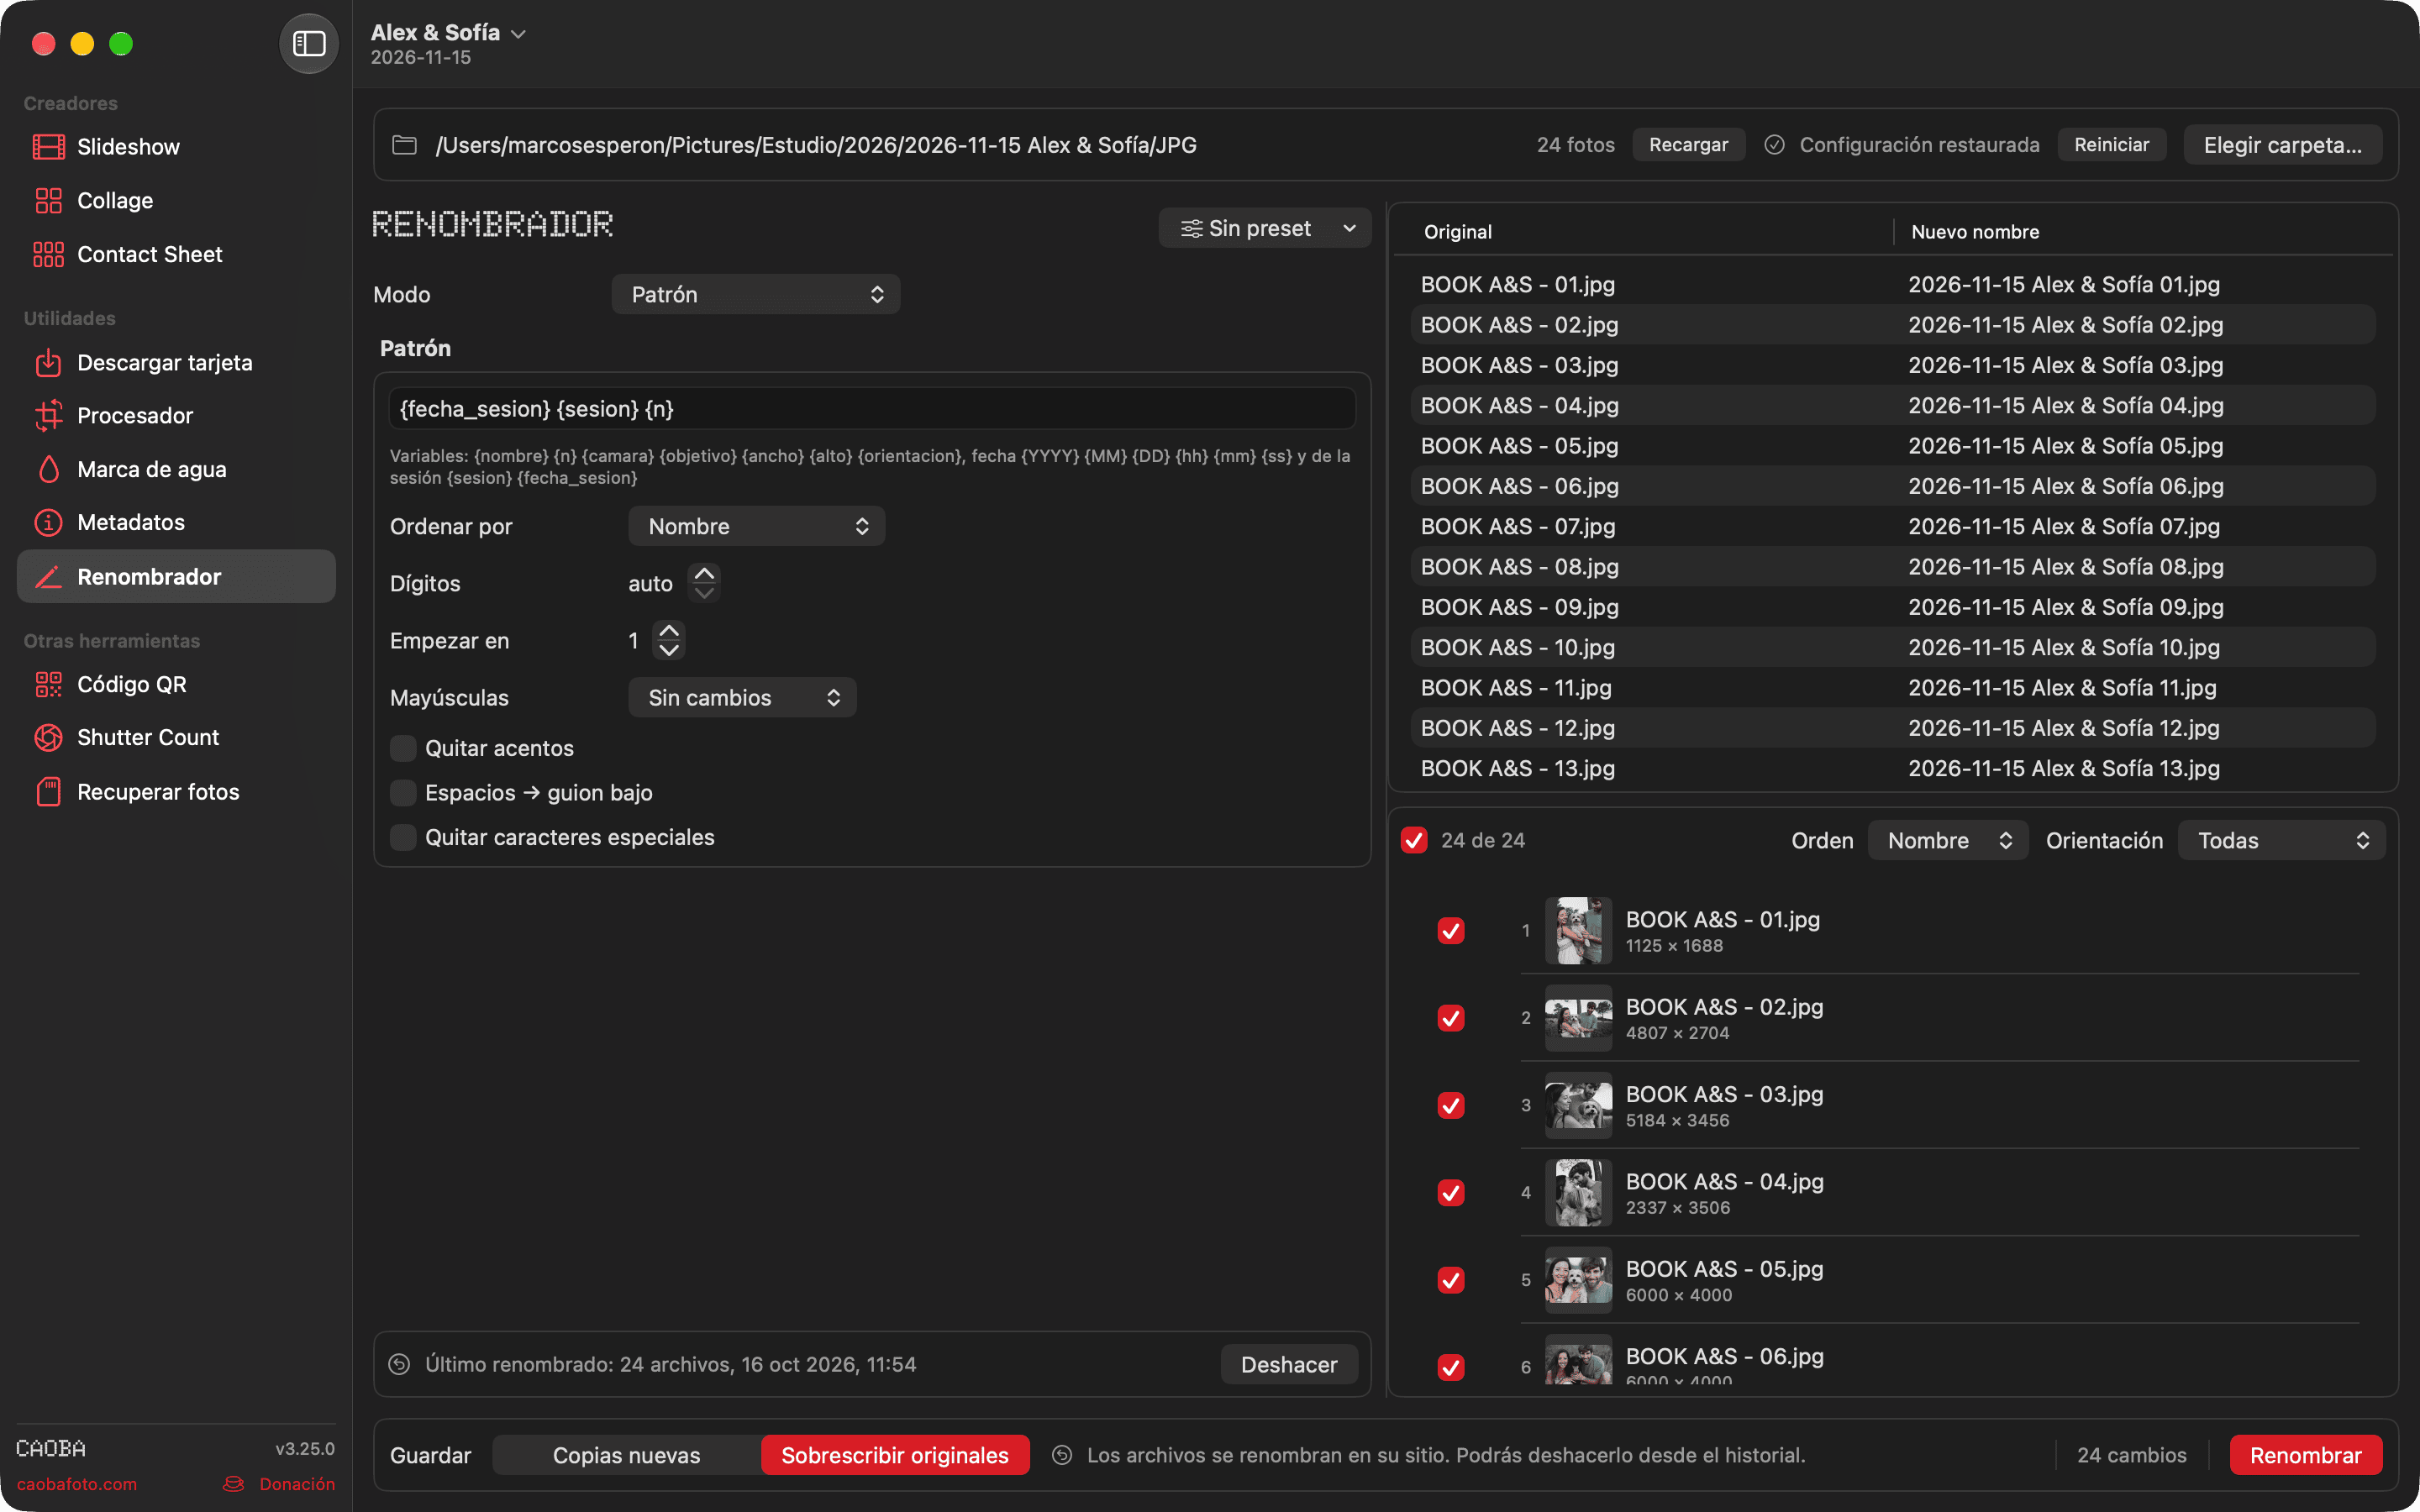 Alex & Sofía
2026-11-15
Creadores
Slideshow
Collage
Contact Sheet
Utilidades
Descargar tarjeta
Procesador
Marca de agua
Metadatos
Renombrador
Otras herramientas
Código QR
Shutter Count
Recuperar fotos
CAOBA
v3.25.0
caobafoto.com
Donación
/Users/marcosesperon/Pictures/Estudio/2026/2026-11-15 Alex & Sofía/JPG
24 fotos
Recargar
Configuración restaurada
Reiniciar
Elegir carpeta...
RENOMBRADOR
Sin preset
Modo
Patrón
Patrón
{fecha_sesion} {sesion} {n}
Variables: {nombre} {n} {camara} {objetivo} {ancho} {alto} {orientacion}, fecha {YYYY} {MM} {DD} {hh} {mm} {ss} y de la
sesión {sesion} {fecha_sesion}
Ordenar por
Nombre
Dígitos
auto
Empezar en
1
Mayúsculas
Sin cambios
Quitar acentos
Espacios → guion bajo
Quitar caracteres especiales
Último renombrado: 24 archivos, 16 oct 2026, 11:54
Deshacer
Original
Nuevo nombre
BOOK A&S - 01.jpg
2026-11-15 Alex & Sofía 01.jpg
BOOK A&S - 02.jpg
2026-11-15 Alex & Sofía 02.jpg
BOOK A&S - 03.jpg
2026-11-15 Alex & Sofía 03.jpg
BOOK A&S - 04.jpg
2026-11-15 Alex & Sofía 04.jpg
BOOK A&S - 05.jpg
2026-11-15 Alex & Sofía 05.jpg
BOOK A&S - 06.jpg
2026-11-15 Alex & Sofía 06.jpg
BOOK A&S - 07.jpg
2026-11-15 Alex & Sofía 07.jpg
BOOK A&S - 08.jpg
2026-11-15 Alex & Sofía 08.jpg
BOOK A&S - 09.jpg
2026-11-15 Alex & Sofía 09.jpg
BOOK A&S - 10.jpg
2026-11-15 Alex & Sofía 10.jpg
BOOK A&S - 11.jpg
2026-11-15 Alex & Sofía 11.jpg
BOOK A&S - 12.jpg
2026-11-15 Alex & Sofía 12.jpg
BOOK A&S - 13.jpg
2026-11-15 Alex & Sofía 13.jpg
24 de 24
Orden
Nombre
Orientación
Todas
1
BOOK A&S - 01.jpg
1125 × 1688
2
BOOK A&S - 02.jpg
4807 × 2704
3
BOOK A&S - 03.jpg
5184 × 3456
4
BOOK A&S - 04.jpg
2337 × 3506
5
BOOK A&S - 05.jpg
6000 × 4000
6
BOOK A&S - 06.jpg
6000 × 4000
Guardar
Copias nuevas
Sobrescribir originales
Los archivos se renombran en su sitio. Podrás deshacerlo desde el historial.
24 cambios
Renombrar